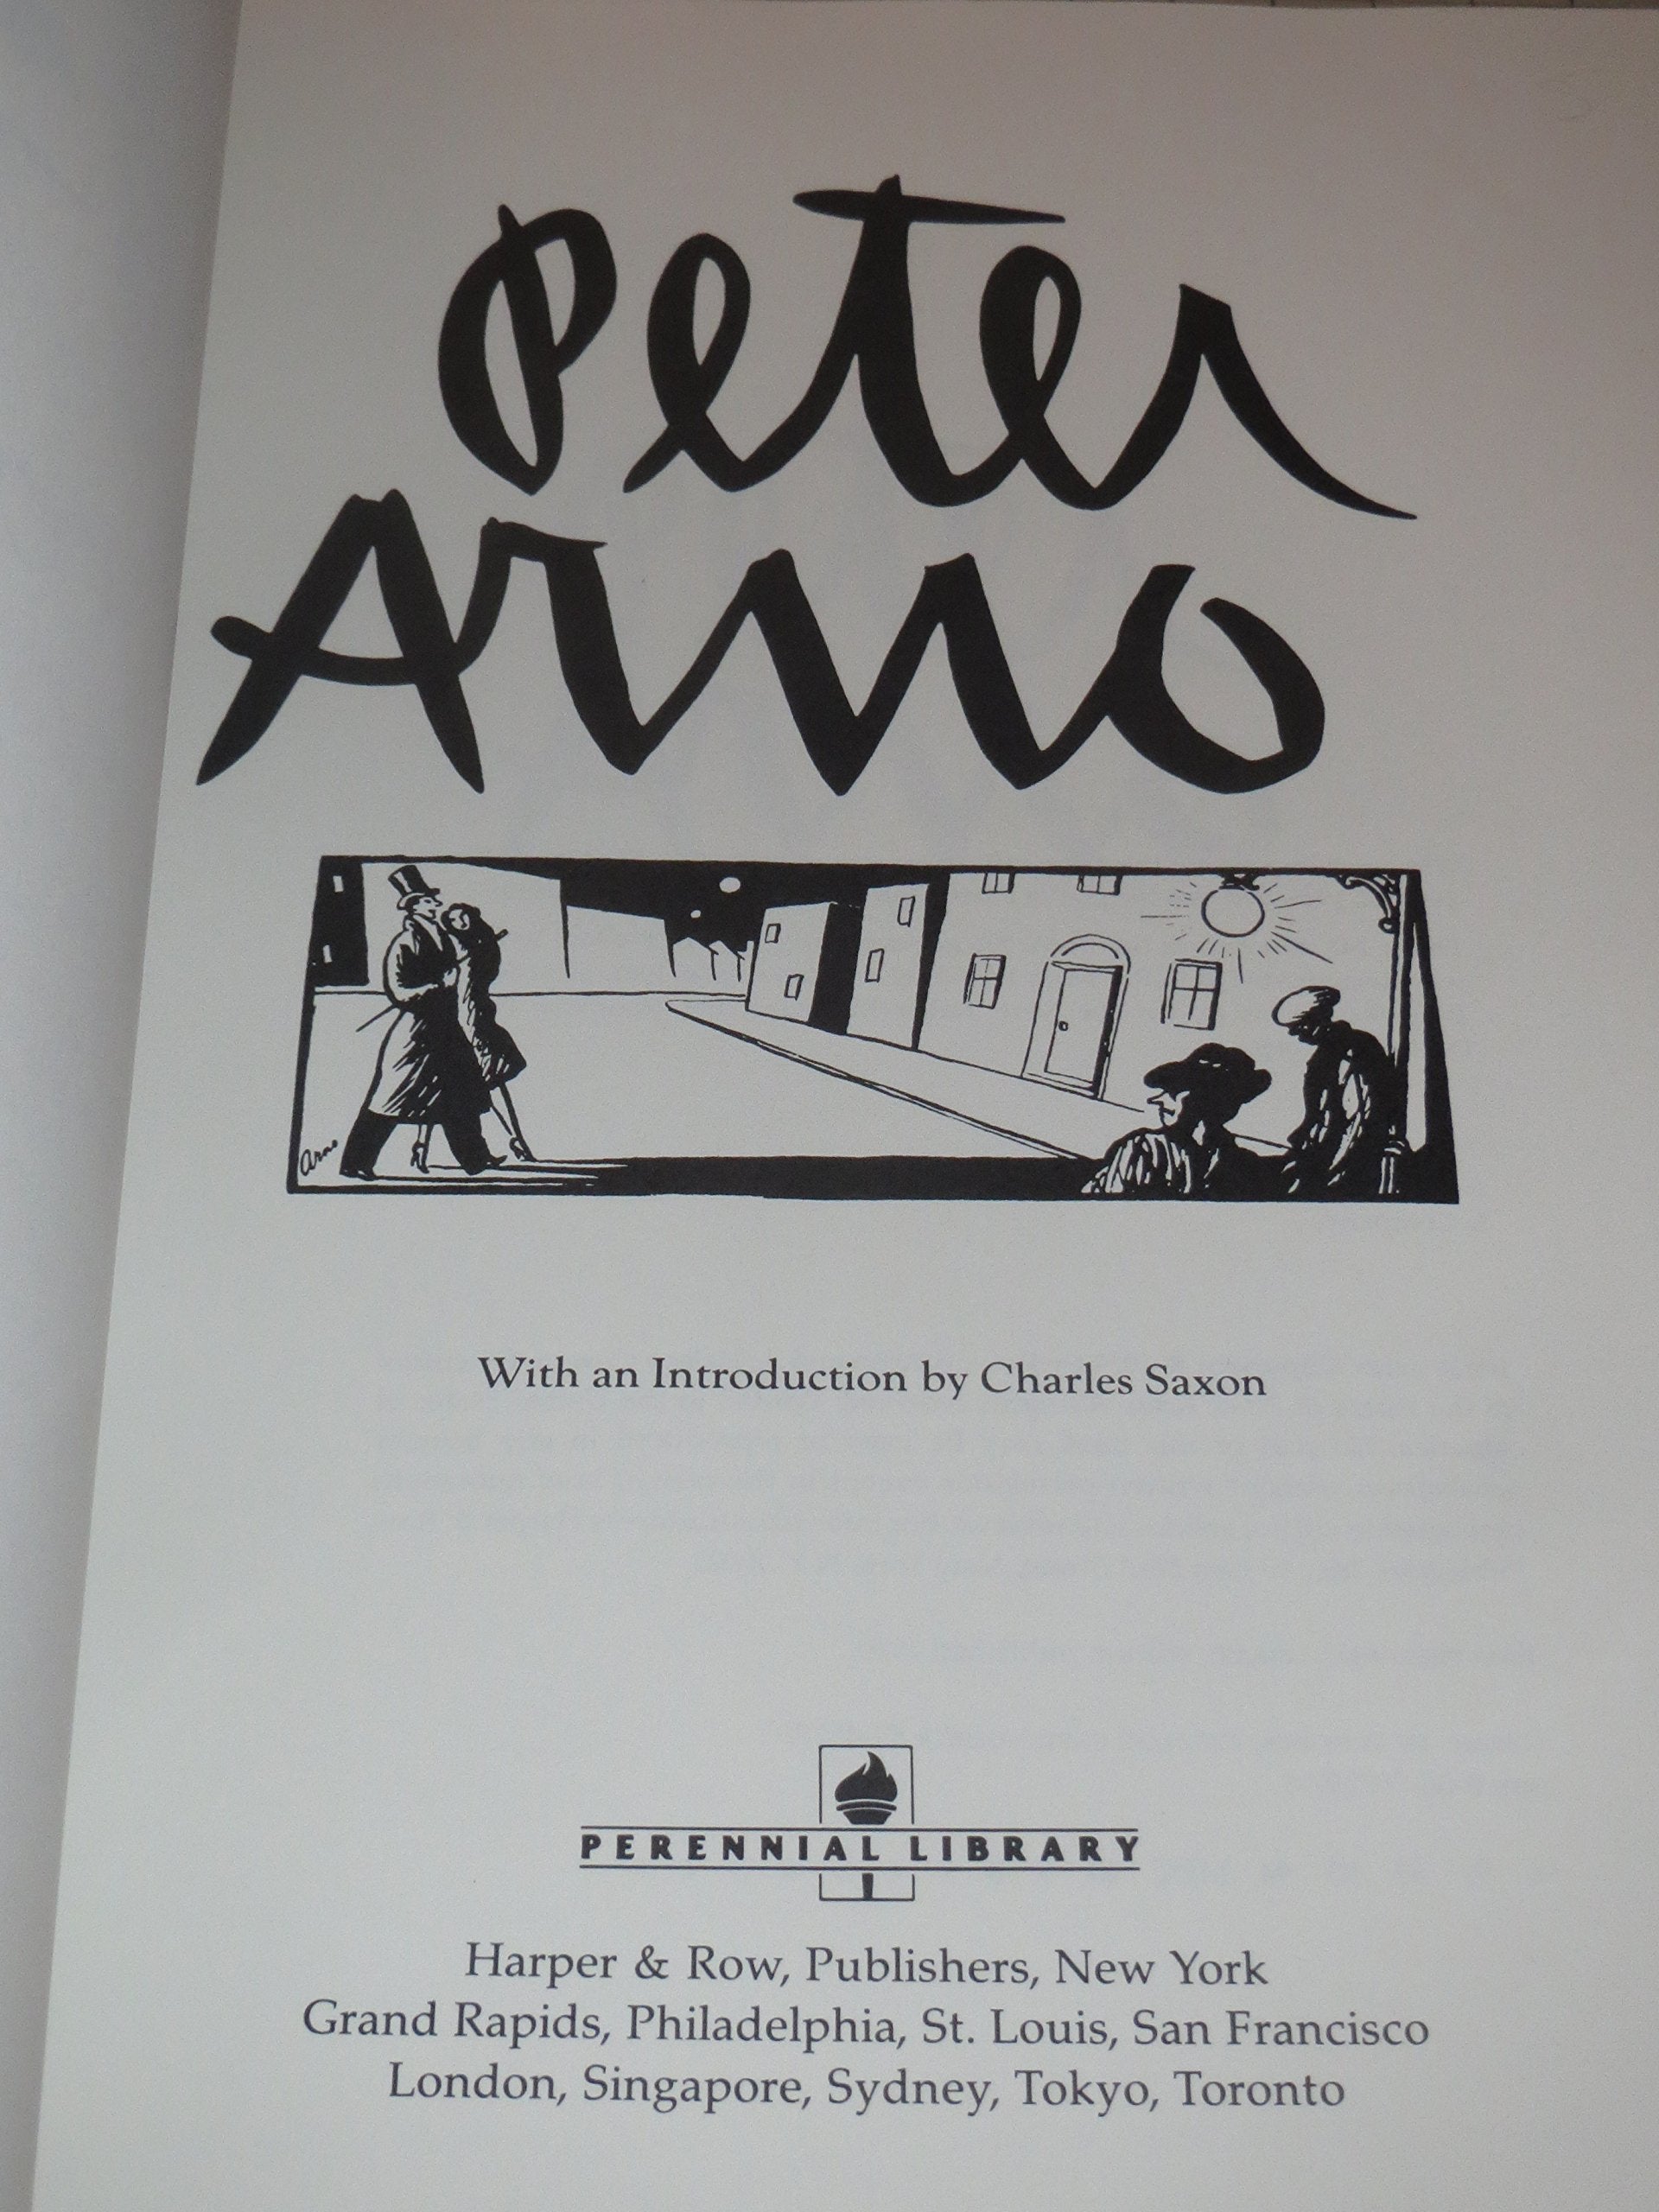 Peter
Arno
Arno
With an Introduction by Charles Saxon
PERENNIAL LIBRARY
Harper & Row, Publishers, New York
Grand Rapids, Philadelphia, St. Louis, San Francisco
London, Singapore, Sydney, Tokyo, Toronto